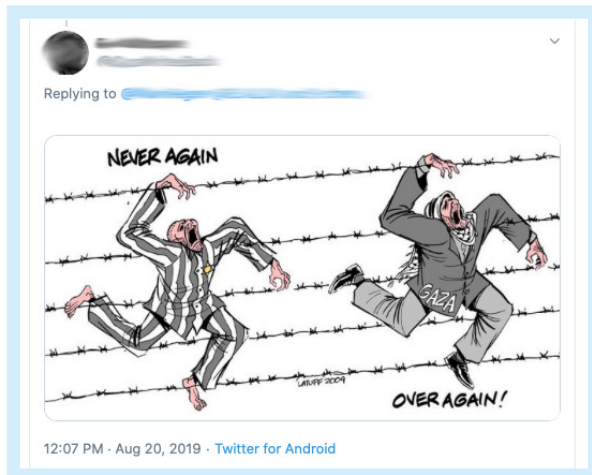 Replying to
NEVER AGAIN
GAZA
LATUFF 2009
OVER AGAIN!
12:07 PM · Aug 20, 2019 · Twitter for Android